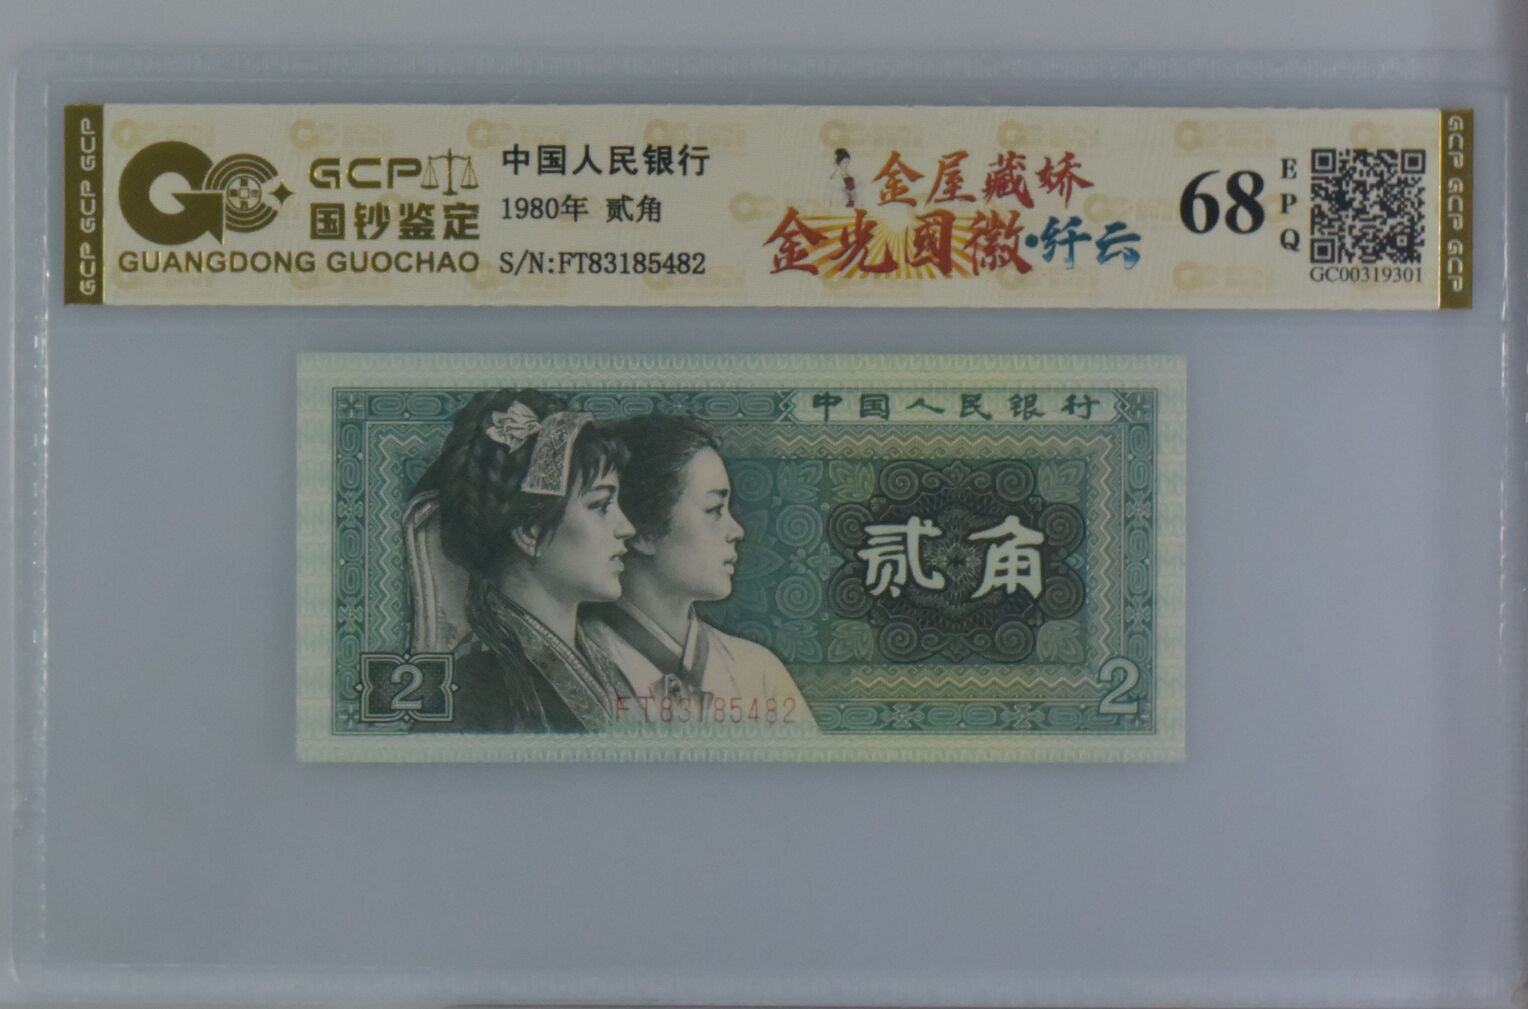 GCP GCP GCP
GCP
国钞鉴定
GUANGDONG GUOCHAO
中国人民银行
1980年 贰角
S/N:FT83185482
金屋藏娇
金光國徽·纤云
68
EPQ
GC00319301
GCP GCP GCP
中国人民银行
贰角
2
2
FT83185482